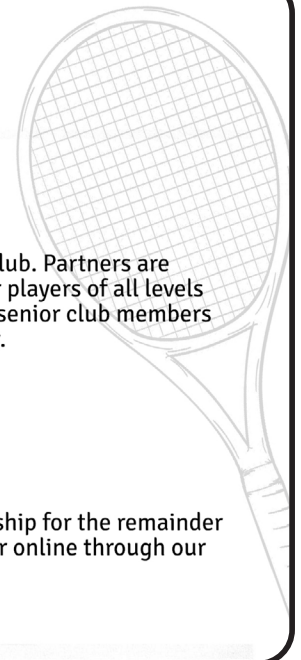 lub. Partners are
players of all levels
senior club members
ship for the remainder
r online through our